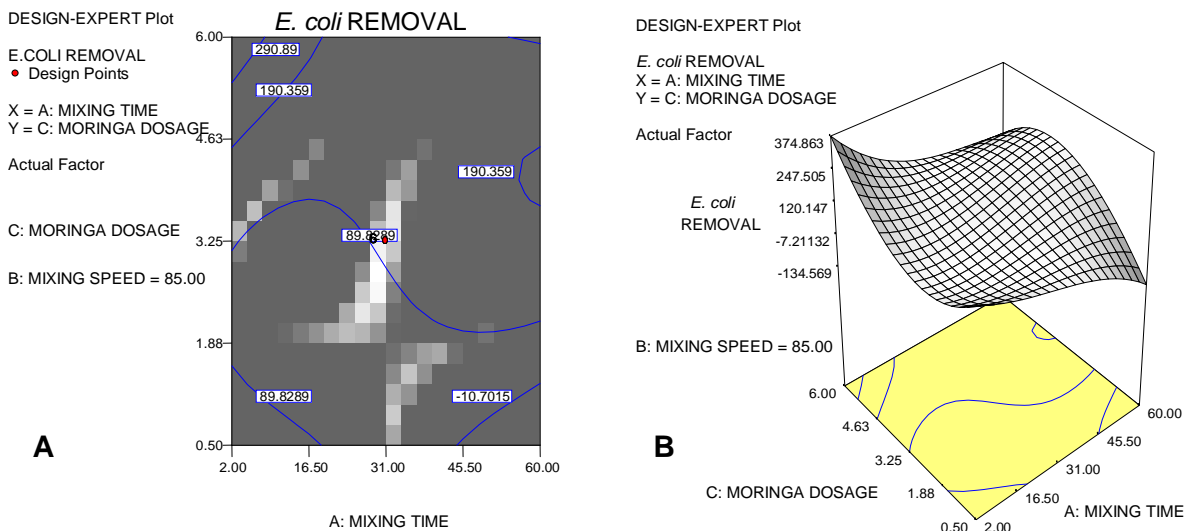 DESIGN-EXPERT Plot
E.COLI REMOVAL
Design Points
X = A: MIXING TIME
Y = C: MORINGA DOSAGE
Actual Factor
C: MORINGA DOSAGE
B: MIXING SPEED = 85.00
A
E. coli REMOVAL
6.00
4.63
3.25
1.88
0.50
290.89
190.359
190.359
89.8289
6
89.8289
-10.7015
2.00 16.50 31.00 45.50 60.00
A: MIXING TIME
DESIGN-EXPERT Plot
E. coli REMOVAL
X = A: MIXING TIME
Y = C: MORINGA DOSAGE
Actual Factor
B: MIXING SPEED = 85.00
374.863
247.505
120.147
-7.21132
-134.569
E. coli
REMOVAL
6.00
4.63
3.25
1.88
0.50
C: MORINGA DOSAGE
2.00
16.50
31.00
45.50
60.00
A: MIXING TIME
B